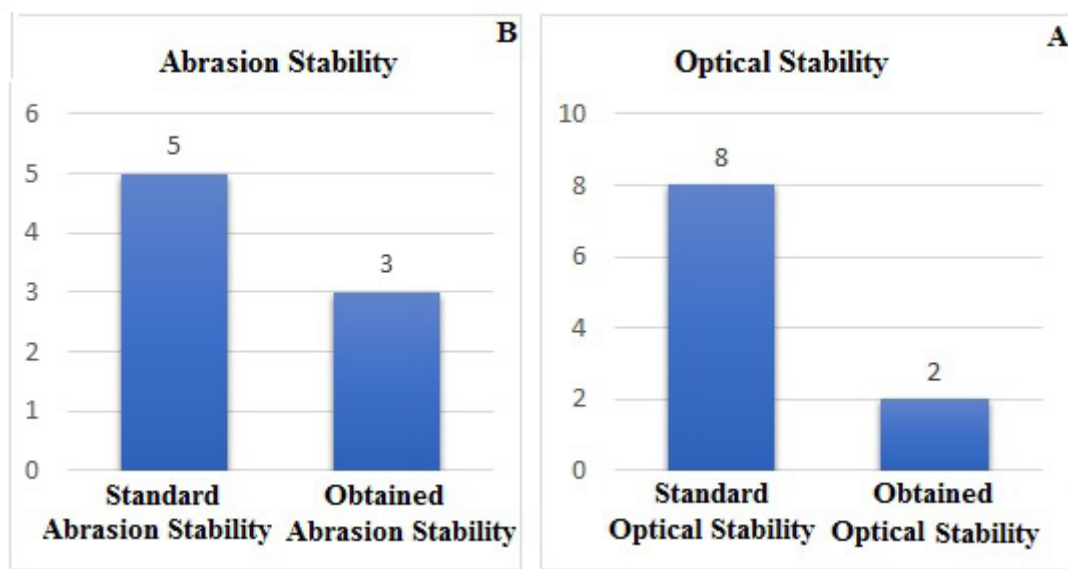 B
Abrasion Stability
6
5
4
3
2
1
0
5
3
Standard
Abrasion Stability
Obtained
Abrasion Stability
A
Optical Stability
10
8
6
4
2
0
8
2
Standard
Optical Stability
Obtained
Optical Stability